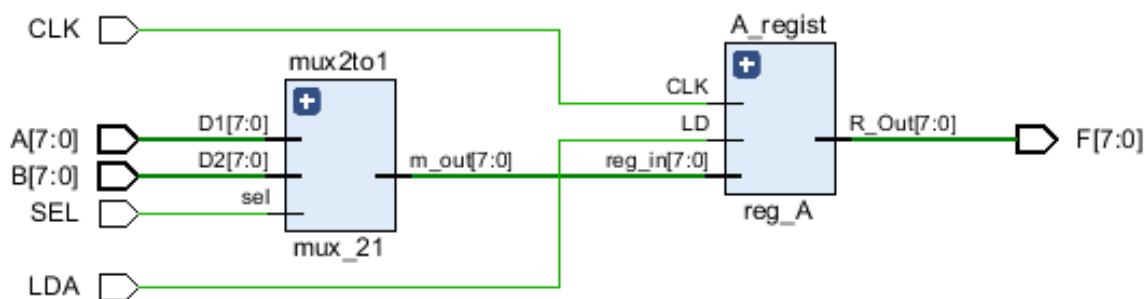 CLK
A_regist
mux2to1
CLK
D1[7:0]
LD
A[7:0]
R_Out[7:0]
F[7:0]
D2[7:0]
m_out[7:0]
reg_in[7:0]
B[7:0]
sel
SEL
reg_A
mux_21
LDA